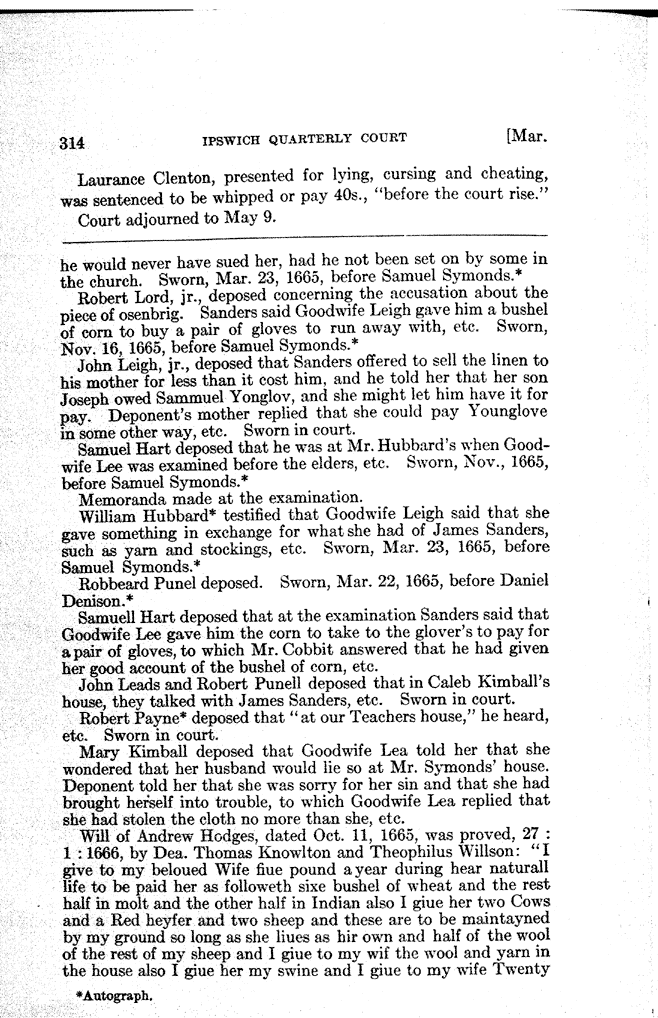 314 IPSWICH QUARTERLY COURT [Mar.
Laurance Clenton, presented for lying, cursing and cheating,
was sentenced to be whipped or pay 40s., "before the court rise."
Court adjourned to May 9.
he would never have sued her, had he not been set on by some in
the church. Sworn, Mar. 23, 1665, before Samuel Symonds.*
Robert Lord, jr., deposed concerning the accusation about the
piece of osenbrig. Sanders said Goodwife Leigh gave him a bushel
of corn to buy a pair of gloves to run away with, etc. Sworn,
Nov. 16, 1665, before Samuel Symonds.*
John Leigh, jr., deposed that Sanders offered to sell the linen to
his mother for less than it cost him, and he told her that her son
Joseph owed Sammuel Yonglov, and she might let him have it for
pay. Deponent's mother replied that she could pay Younglove
in some other way, etc. Sworn in court.
Samuel Hart deposed that he was at Mr. Hubbard's when Good-
wife Lee was examined before the elders, etc. Sworn, Nov., 1665,
before Samuel Symonds.*
Memoranda made at the examination.
William Hubbard* testified that Goodwife Leigh said that she
gave something in exchange for what she had of James Sanders,
such as yarn and stockings, etc. Sworn, Mar. 23, 1665, before
Samuel Symonds.*
Robbeard Punel deposed. Sworn, Mar. 22, 1665, before Daniel
Denison.*
Samuell Hart deposed that at the examination Sanders said that
Goodwife Lee gave him the corn to take to the glover's to pay for
a pair of gloves, to which Mr. Cobbit answered that he had given
her good account of the bushel of corn, etc.
John Leads and Robert Punell deposed that in Caleb Kimball's
house, they talked with James Sanders, etc. Sworn in court.
Robert Payne* deposed that "at our Teachers house," he heard,
etc. Sworn in court.
Mary Kimball deposed that Goodwife Lea told her that she
wondered that her husband would lie so at Mr. Symonds' house.
Deponent told her that she was sorry for her sin and that she had
brought herself into trouble, to which Goodwife Lea replied that
she had stolen the cloth no more than she, etc.
Will of Andrew Hodges, dated Oct. 11, 1665, was proved, 27 :
1 : 1666, by Dea. Thomas Knowlton and Theophilus Willson: "I
give to my beloued Wife fiue pound a year during hear naturall
life to be paid her as followeth sixe bushel of wheat and the rest
half in molt and the other half in Indian also I giue her two Cows
and a Red heyfer and two sheep and these are to be maintayned
by my ground so long as she liues as hir own and half of the wool
of the rest of my sheep and I giue to my wif the wool and yarn in
the house also I giue her my swine and I giue to my wife Twenty
*Autograph.